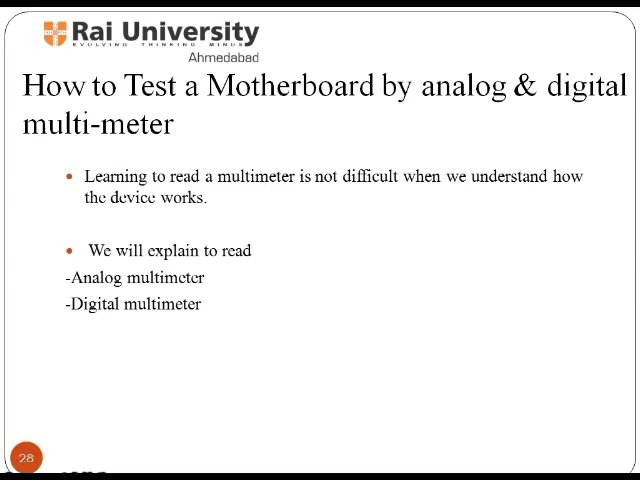 Rai University
EVOLVING THINKING MINDS
Ahmedabad
How to Test a Motherboard by analog & digital
multi-meter
Learning to read a multimeter is not difficult when we understand how
the device works.
We will explain to read
-Analog multimeter
-Digital multimeter
28